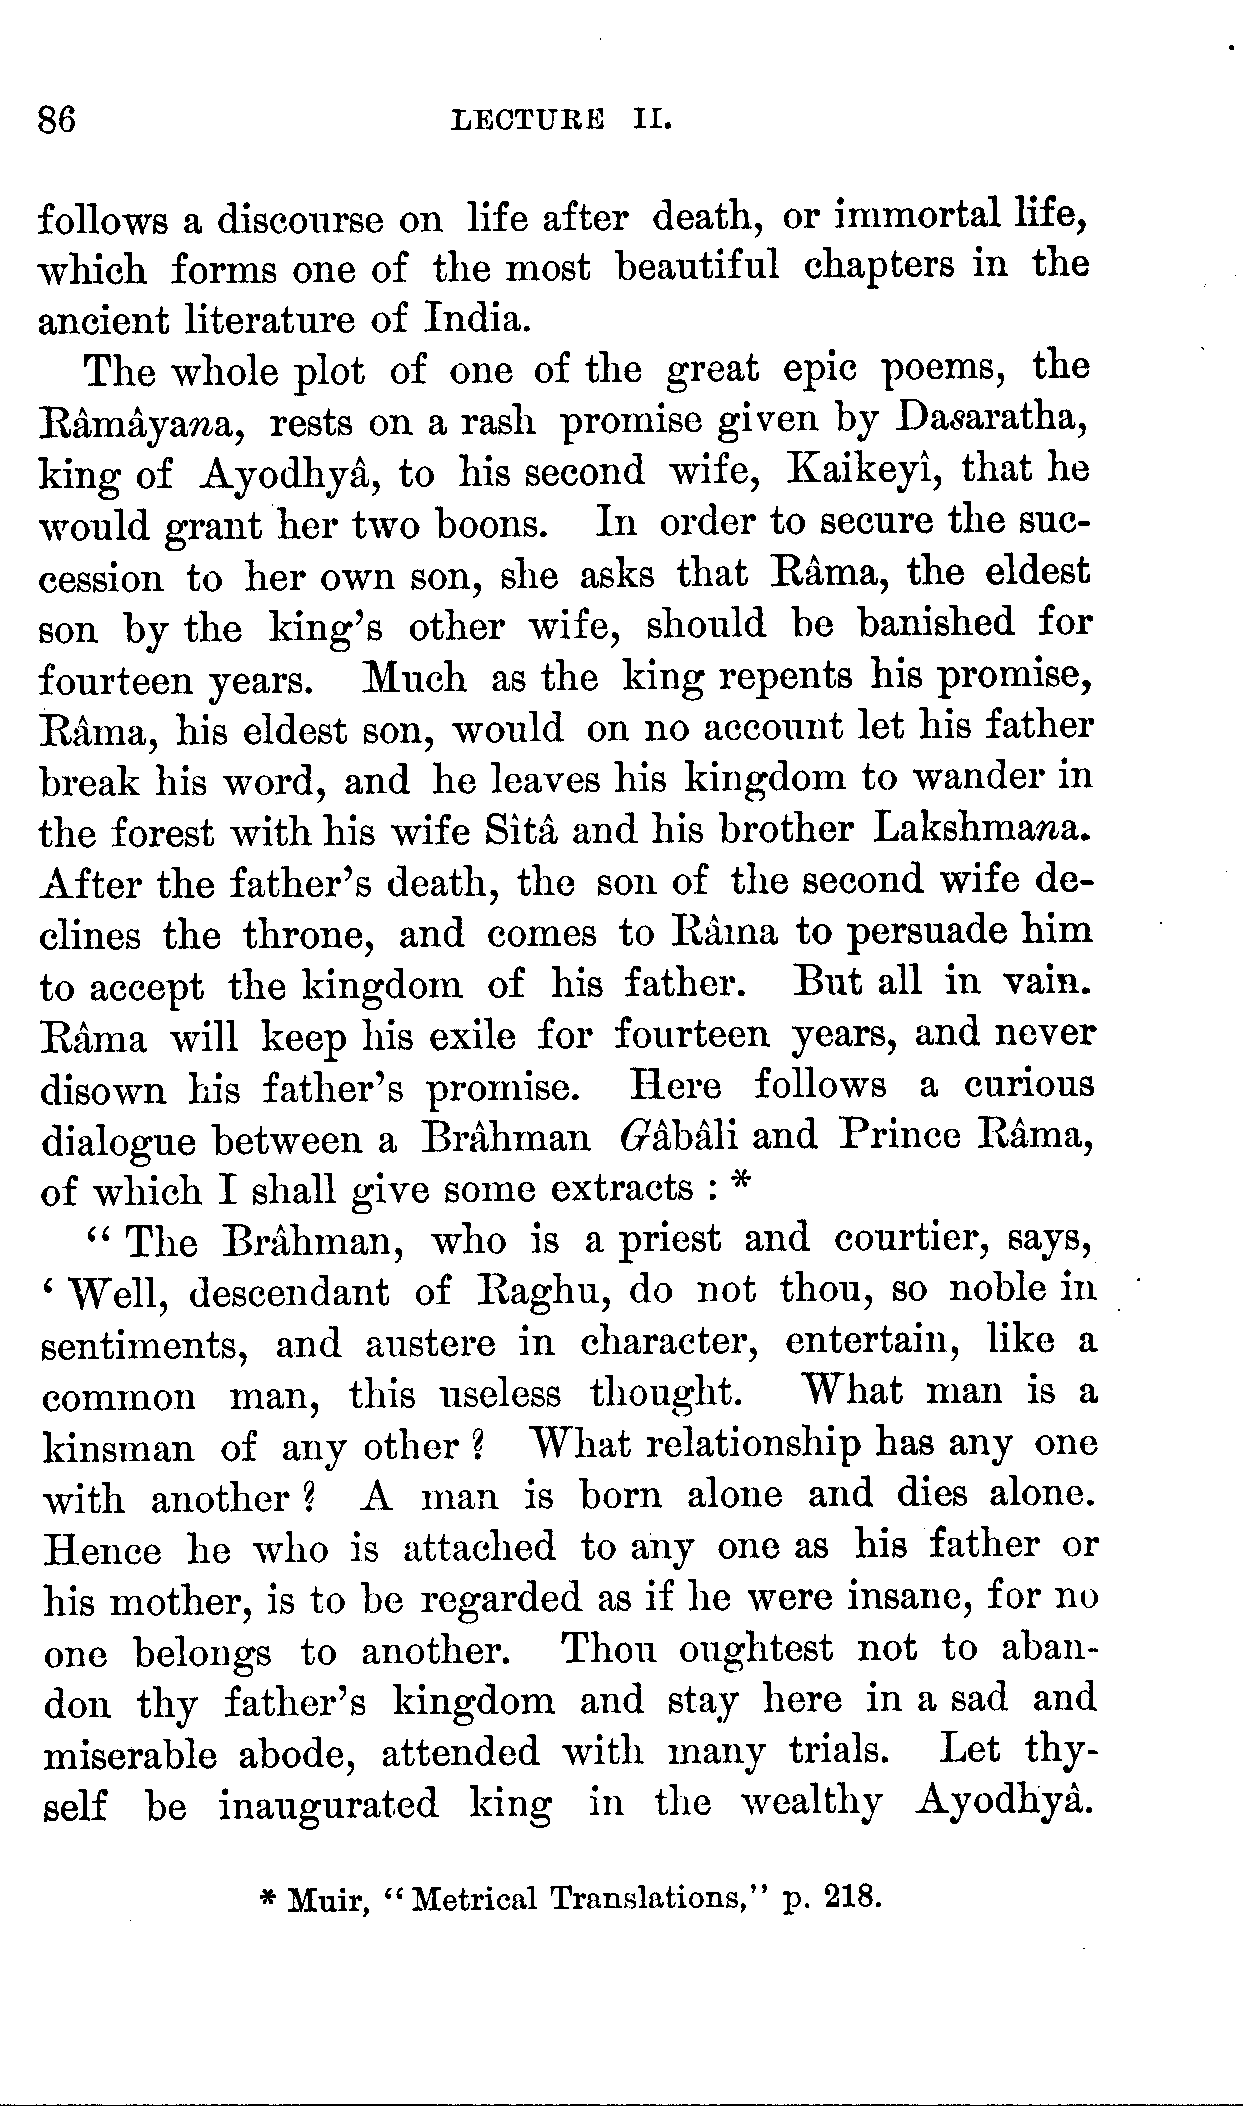 86 LECTURE II.
follows a discourse on life after death, or immortal life,
which forms one of the most beautiful chapters in the
ancient literature of India.
The whole plot of one of the great epic poems, the
Râmâyana, rests on a rash promise given by Dasaratha,
king of Ayodhyâ, to his second wife, Kaikeyî, that he
would grant her two boons. In order to secure the suc-
cession to her own son, she asks that Râma, the eldest
son by the king's other wife, should be banished for
fourteen years. Much as the king repents his promise,
Râma, his eldest son, would on no account let his father
break his word, and he leaves his kingdom to wander in
the forest with his wife Sîtâ and his brother Lakshmana.
After the father's death, the son of the second wife de-
clines the throne, and comes to Râma to persuade him
to accept the kingdom of his father. But all in vain.
Râma will keep his exile for fourteen years, and never
disown his father's promise. Here follows a curious
dialogue between a Brâhman Gâbâli and Prince Râma,
of which I shall give some extracts : *
“ The Brâhman, who is a priest and courtier, says,
‘ Well, descendant of Raghu, do not thou, so noble in
sentiments, and austere in character, entertain, like a
common man, this useless thought. What man is a
kinsman of any other ? What relationship has any one
with another ? A man is born alone and dies alone.
Hence he who is attached to any one as his father or
his mother, is to be regarded as if he were insane, for no
one belongs to another. Thou oughtest not to aban-
don thy father's kingdom and stay here in a sad and
miserable abode, attended with many trials. Let thy-
self be inaugurated king in the wealthy Ayodhyâ.
* Muir, “ Metrical Translations,” p. 218.